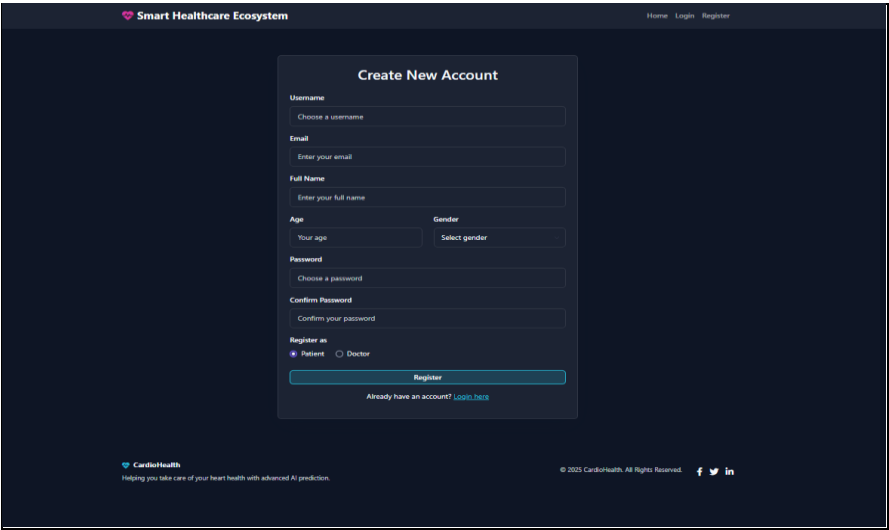 Smart Healthcare Ecosystem
Home Login Register
Create New Account
Username
Choose a username
Email
Enter your email
Full Name
Enter your full name
Age Gender
Your age Select gender
Password
Choose a password
Confirm Password
Confirm your password
Register as
Patient Doctor
Register
Already have an account? Login here
CardioHealth
Helping you take care of your heart health with advanced AI prediction.
© 2025 CardioHealth. All Rights Reserved.